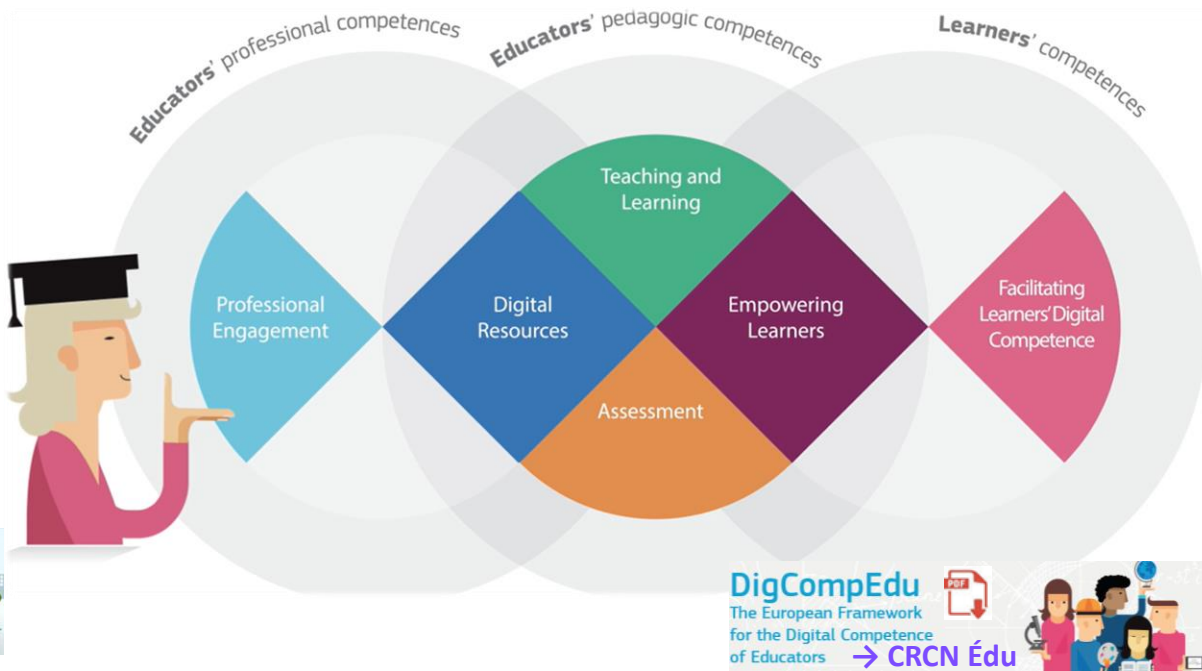 Educators' professional competences
Educators' pedagogic competences
Learners' competences
Teaching and
Learning
Professional
Engagement
Digital
Resources
Empowering
Learners
Facilitating
Learners' Digital
Competence
Assessment
DigCompEdu
PDF
The European Framework
for the Digital Competence
of Educators
→ CRCN Édu